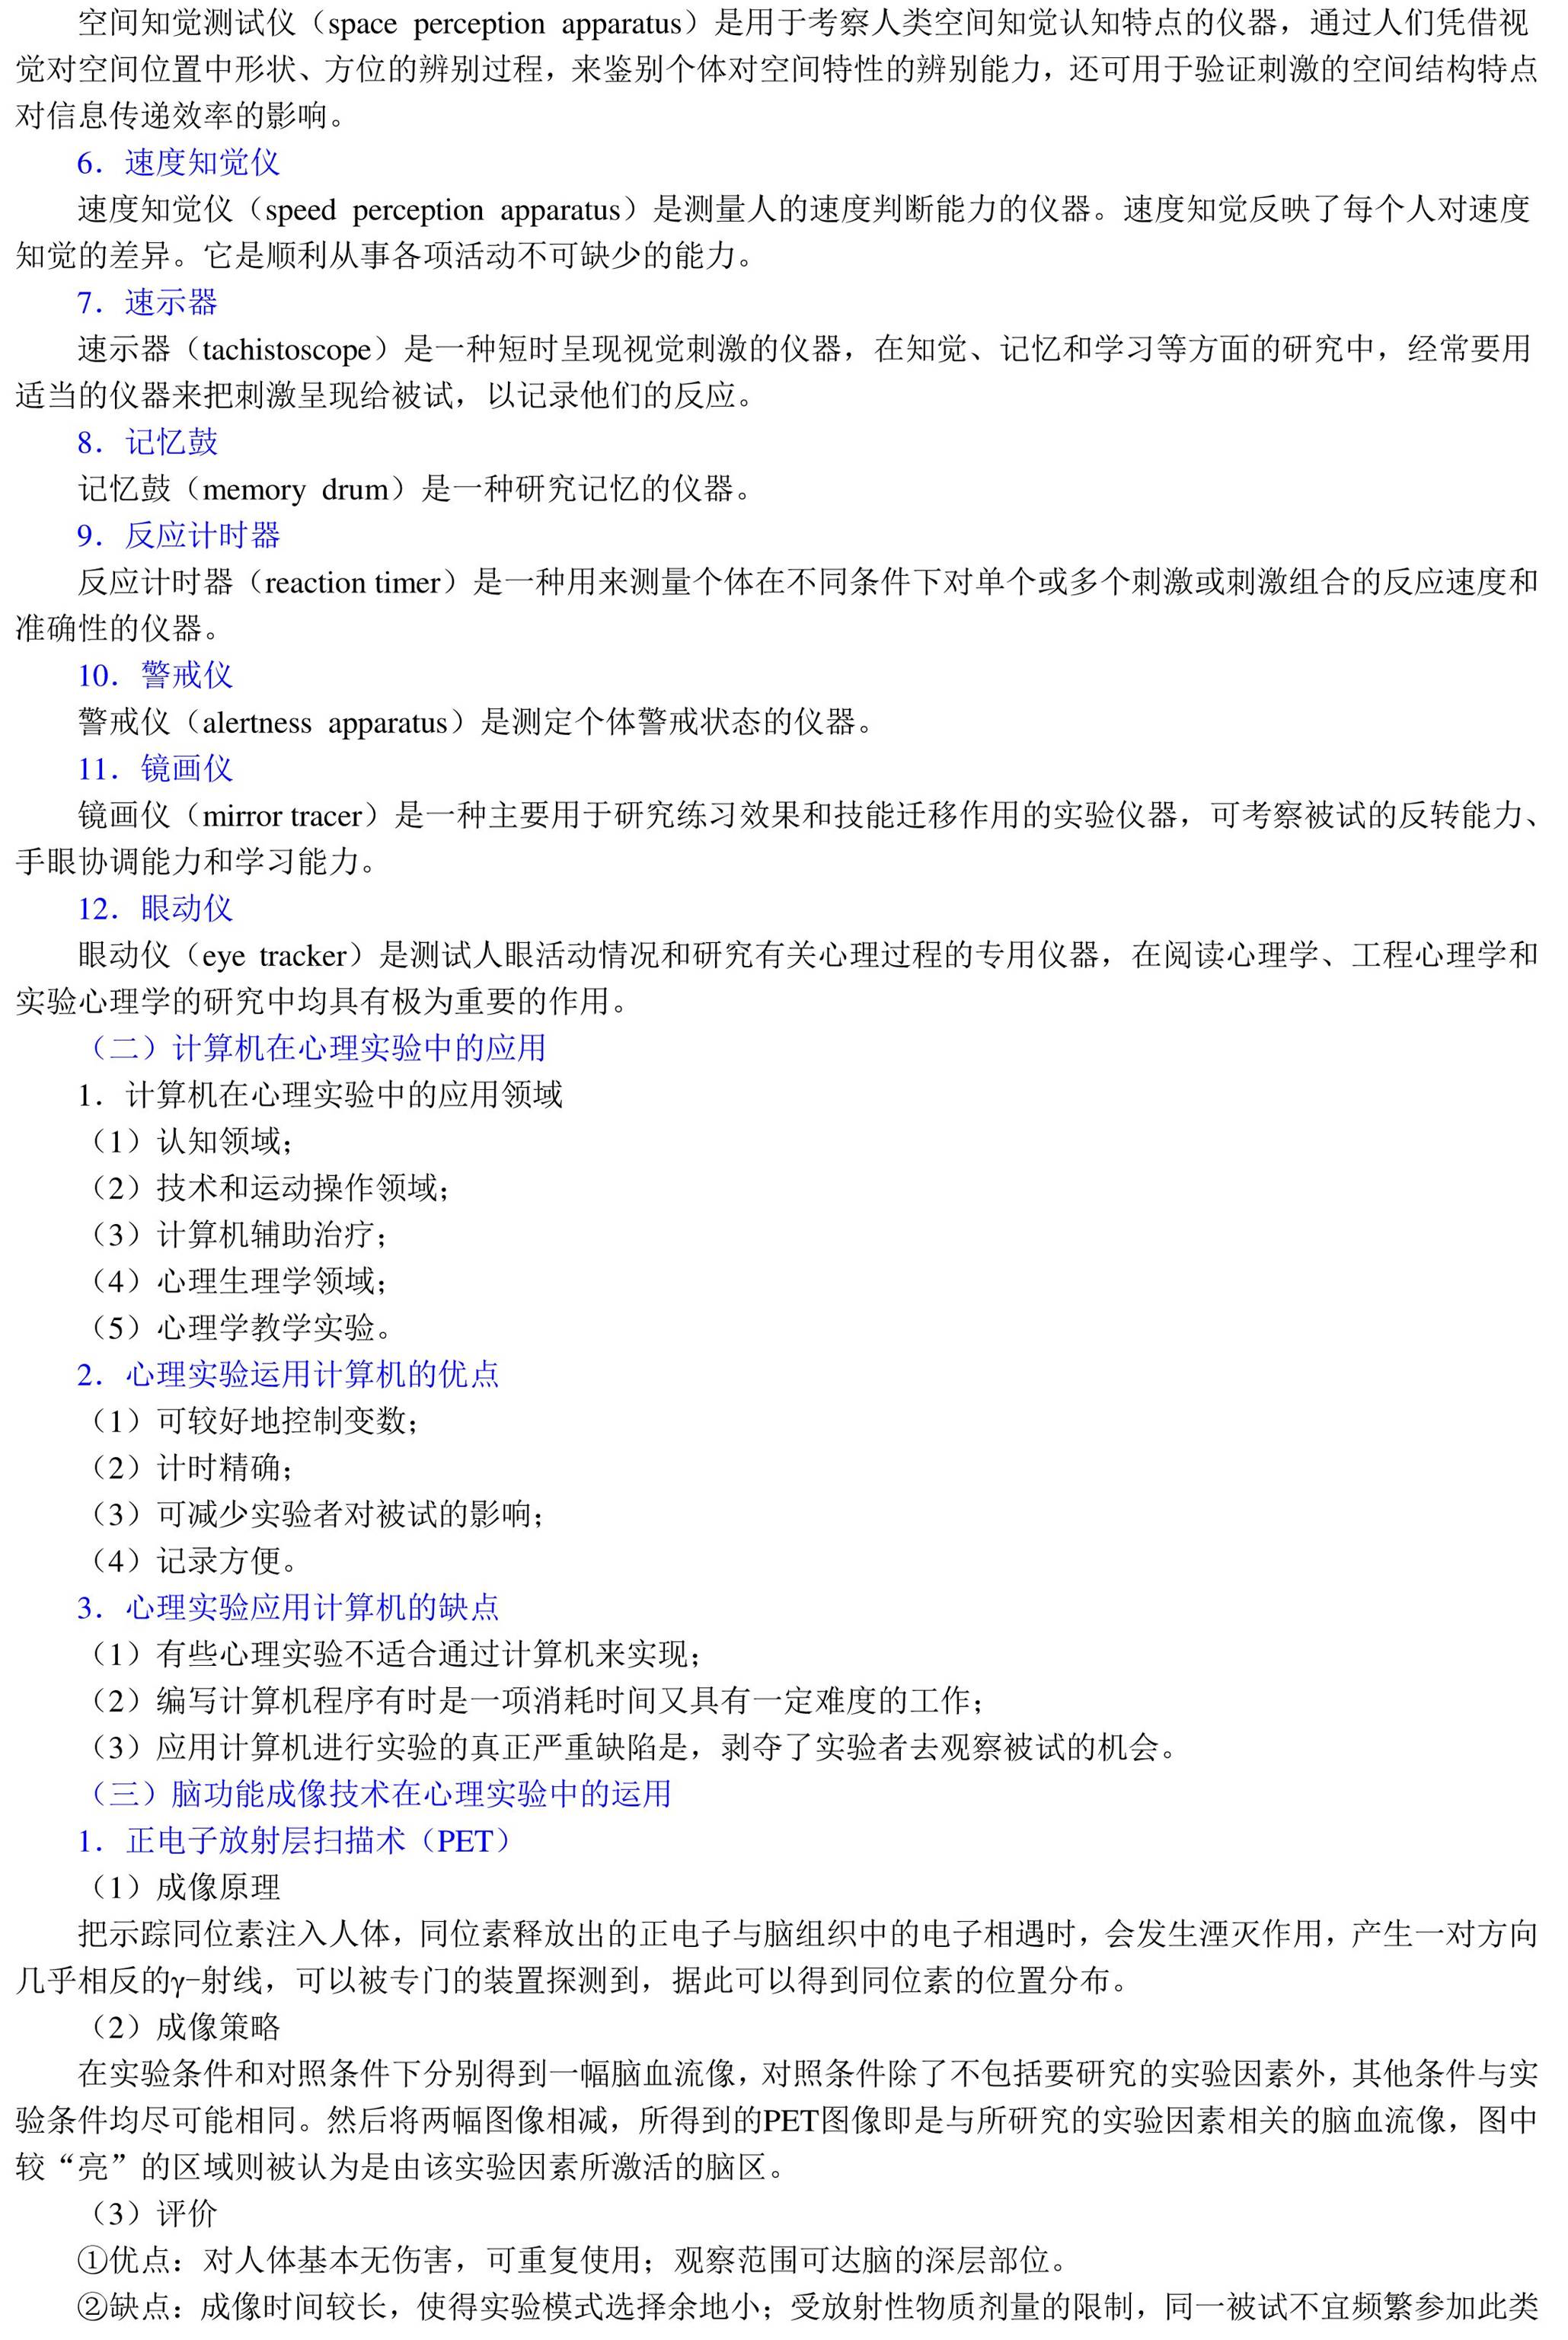 空间知觉测试仪（space perception apparatus）是用于考察人类空间知觉认知特点的仪器，通过人们凭借视
觉对空间位置中形状、方位的辨别过程，来鉴别个体对空间特性的辨别能力，还可用于验证刺激的空间结构特点
对信息传递效率的影响。
6．速度知觉仪
速度知觉仪（speed perception apparatus）是测量人的速度判断能力的仪器。速度知觉反映了每个人对速度
知觉的差异。它是顺利从事各项活动不可缺少的能力。
7．速示器
速示器（tachistoscope）是一种短时呈现视觉刺激的仪器，在知觉、记忆和学习等方面的研究中，经常要用
适当的仪器来把刺激呈现给被试，以记录他们的反应。
8．记忆鼓
记忆鼓（memory drum）是一种研究记忆的仪器。
9．反应计时器
反应计时器（reaction timer）是一种用来测量个体在不同条件下对单个或多个刺激或刺激组合的反应速度和
准确性的仪器。
10．警戒仪
警戒仪（alertness apparatus）是测定个体警戒状态的仪器。
11．镜画仪
镜画仪（mirror tracer）是一种主要用于研究练习效果和技能迁移作用的实验仪器，可考察被试的反转能力、
手眼协调能力和学习能力。
12．眼动仪
眼动仪（eye tracker）是测试人眼活动情况和研究有关心理过程的专用仪器，在阅读心理学、工程心理学和
实验心理学的研究中均具有极为重要的作用。
（二）计算机在心理实验中的应用
1．计算机在心理实验中的应用领域
（1）认知领域；
（2）技术和运动操作领域；
（3）计算机辅助治疗；
（4）心理生理学领域；
（5）心理学教学实验。
2．心理实验运用计算机的优点
（1）可较好地控制变数；
（2）计时精确；
（3）可减少实验者对被试的影响；
（4）记录方便。
3．心理实验应用计算机的缺点
（1）有些心理实验不适合通过计算机来实现；
（2）编写计算机程序有时是一项消耗时间又具有一定难度的工作；
（3）应用计算机进行实验的真正严重缺陷是，剥夺了实验者去观察被试的机会。
（三）脑功能成像技术在心理实验中的运用
1．正电子放射层扫描术（PET）
（1）成像原理
把示踪同位素注入人体，同位素释放出的正电子与脑组织中的电子相遇时，会发生湮灭作用，产生一对方向
几乎相反的γ-射线，可以被专门的装置探测到，据此可以得到同位素的位置分布。
（2）成像策略
在实验条件和对照条件下分别得到一幅脑血流像，对照条件除了不包括要研究的实验因素外，其他条件与实
验条件均尽可能相同。然后将两幅图像相减，所得到的PET图像即是与所研究的实验因素相关的脑血流像，图中
较“亮”的区域则被认为是由该实验因素所激活的脑区。
（3）评价
①优点：对人体基本无伤害，可重复使用；观察范围可达脑的深层部位。
②缺点：成像时间较长，使得实验模式选择余地小；受放射性物质剂量的限制，同一被试不宜频繁参加此类